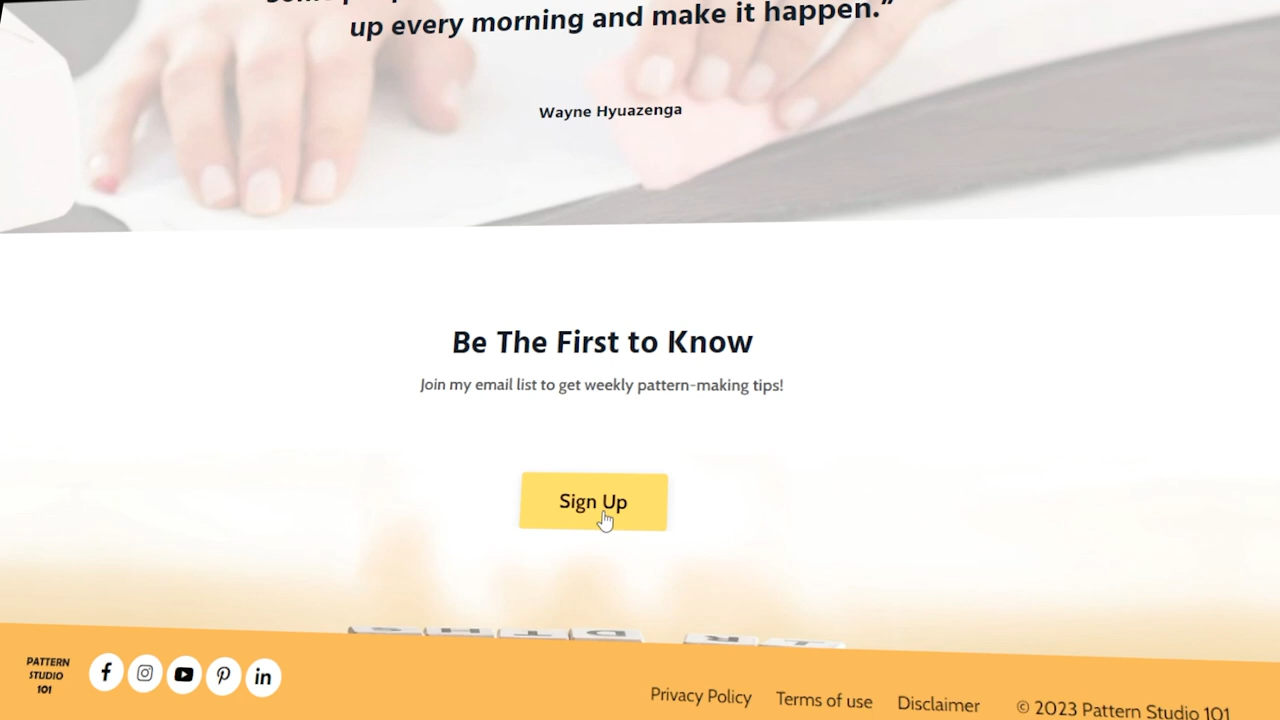 up every morning and make it happen.”
Wayne Hyuazenga
Be The First to Know
Join my email list to get weekly pattern-making tips!
Sign Up
PATTERN
STUDIO
101
Privacy Policy Terms of use Disclaimer © 2023 Pattern Studio 101